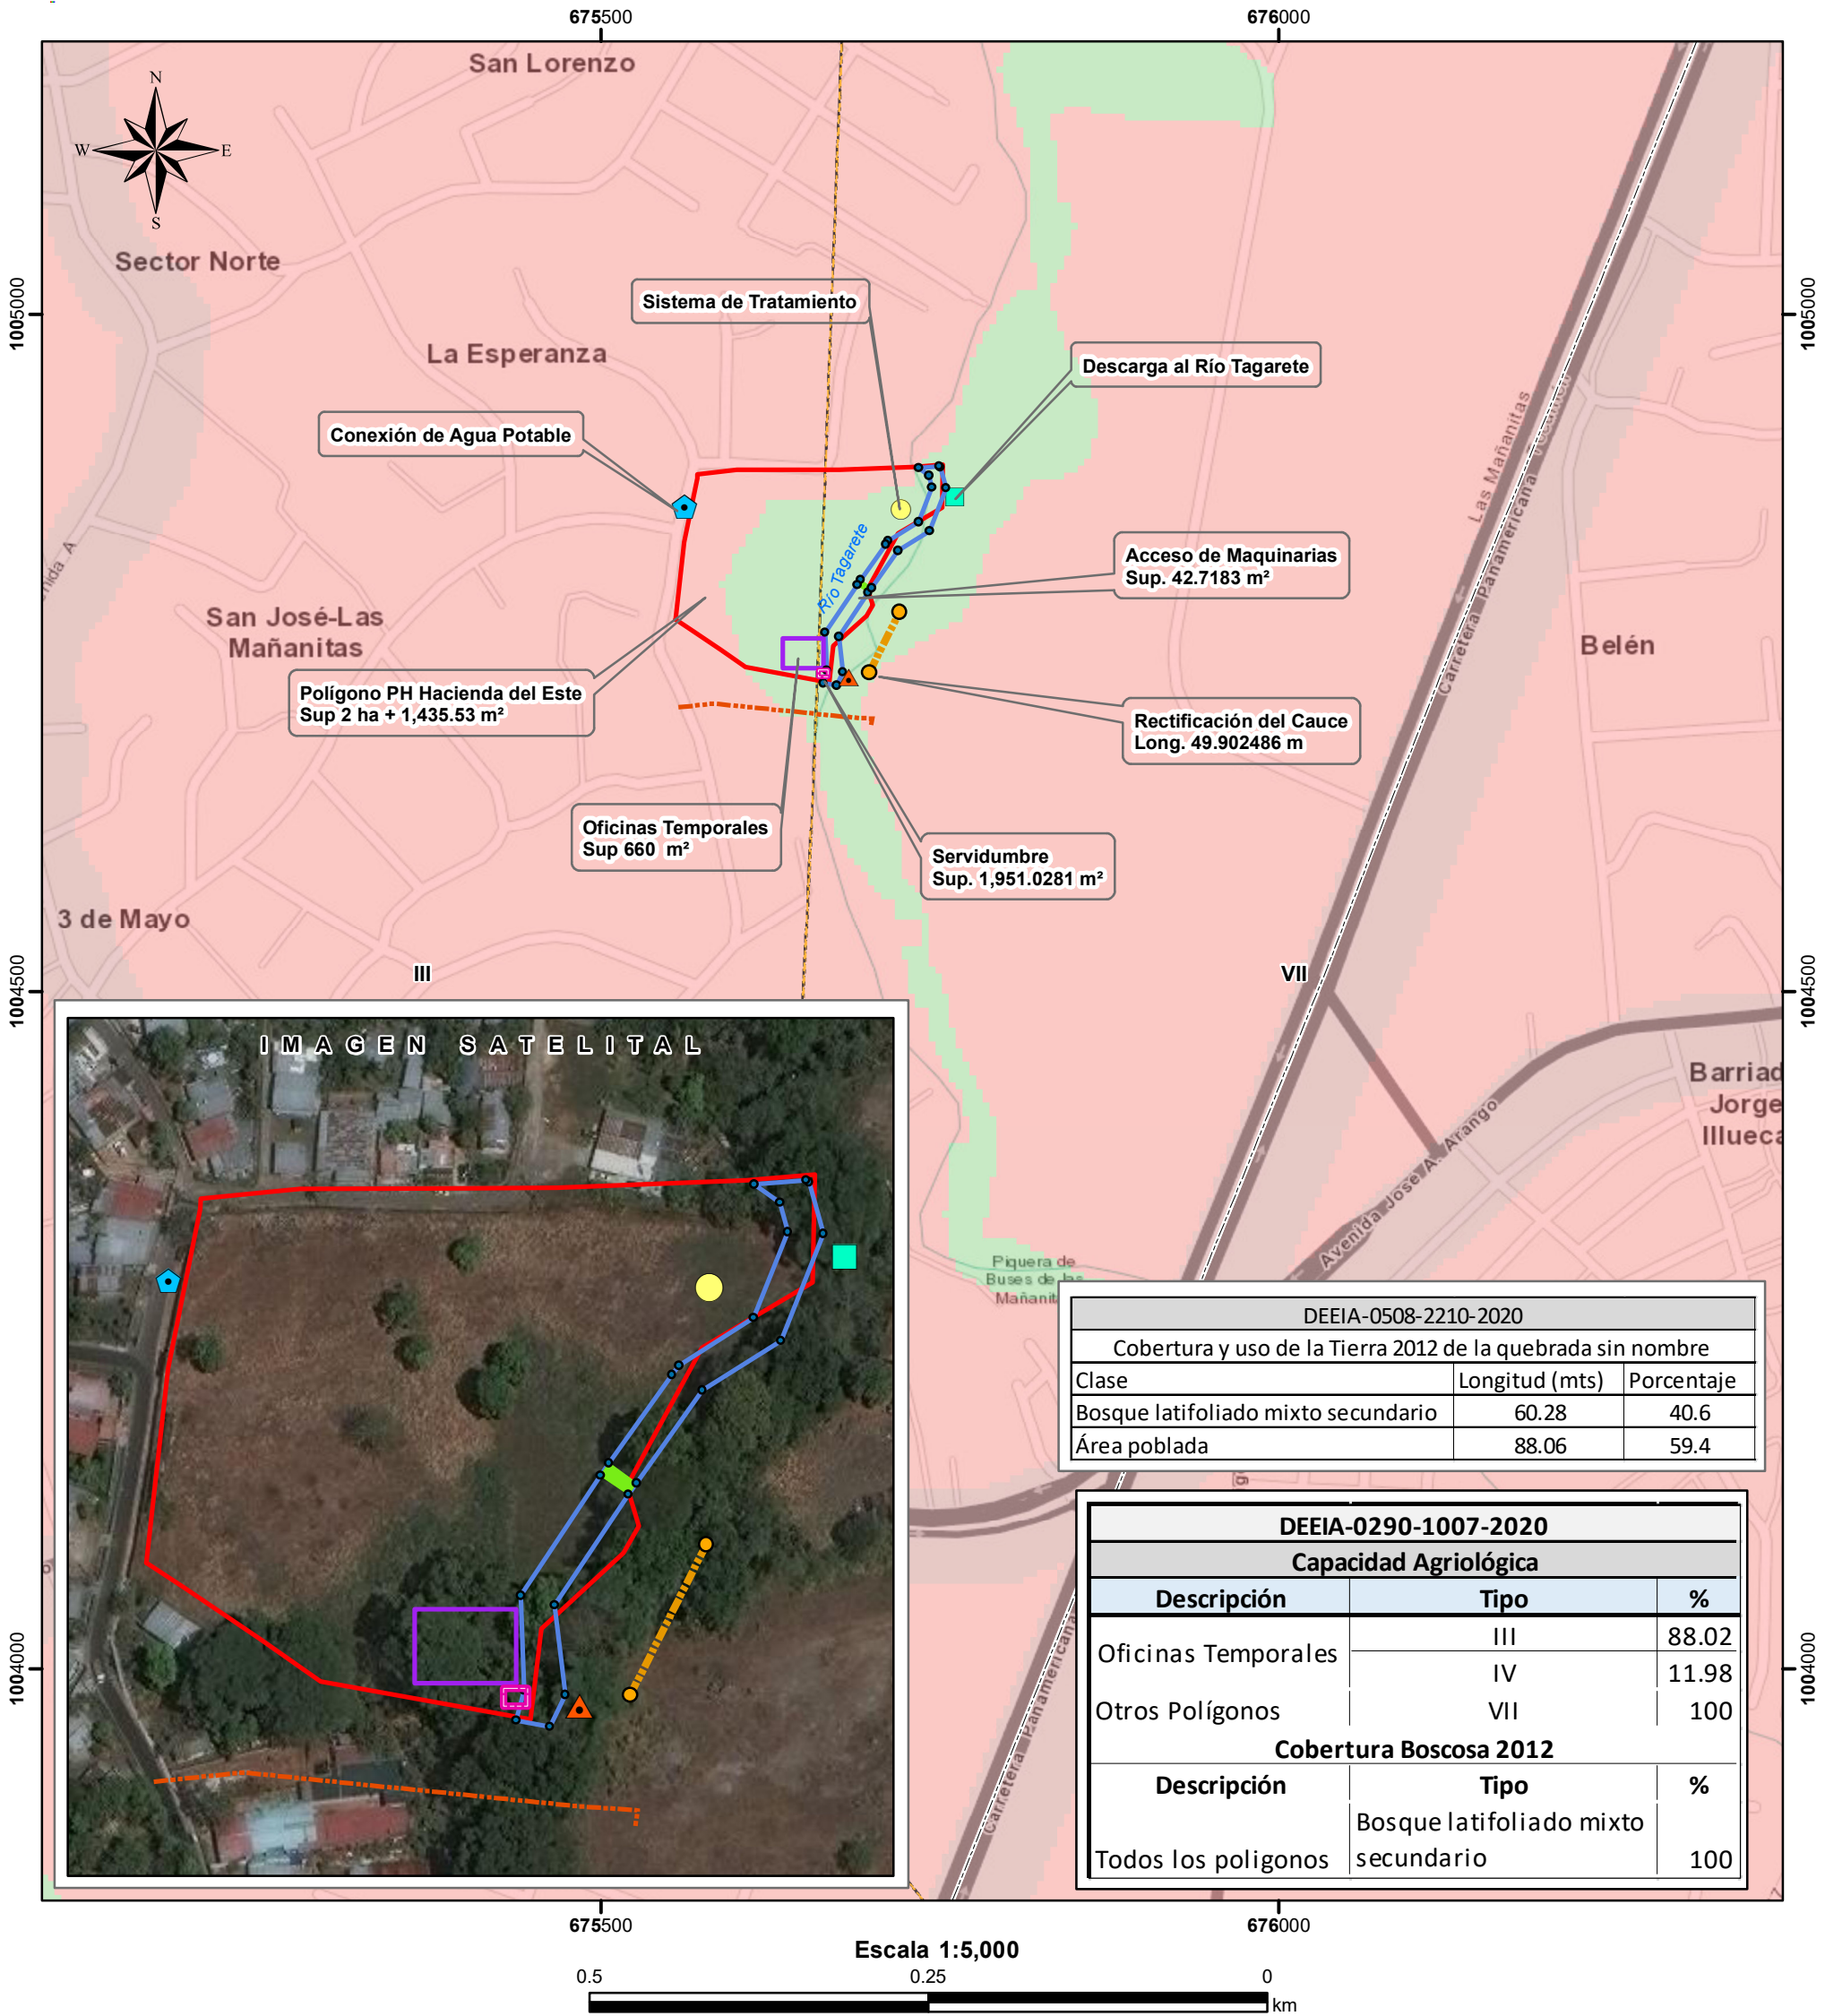 675500
676000
San Lorenzo
N
W
E
S
Sector Norte
1005000
1005000
Sistema de Tratamiento
La Esperanza
Descarga al Río Tagarete
Conexión de Agua Potable
Las Mañanitas
Carretera Panamericana
Río Tagarete
Acceso de Maquinarias
Sup. 42.7183 m²
San José-Las
Mañanitas
Belén
Polígono PH Hacienda del Este
Sup 2 ha + 1,435.53 m²
Rectificación del Cauce
Long. 49.902486 m
Oficinas Temporales
Sup 660 m²
Servidumbre
Sup. 1,951.0281 m²
3 de Mayo
III
VII
1004500
1004500
IMAGEN SATELITAL
Barriad
Jorge
Illueca
Avenida José A. Arango
Piquera de
Buses de las
Mañanit
DEEIA-0508-2210-2020
Cobertura y uso de la Tierra 2012 de la quebrada sin nombre
Clase Longitud (mts) Porcentaje
Bosque latifoliado mixto secundario 60.28 40.6
Área poblada 88.06 59.4
DEEIA-0290-1007-2020
Capacidad Agriológica
Descripción Tipo %
Oficinas Temporales III 88.02
IV 11.98
Otros Polígonos VII 100
Cobertura Boscosa 2012
Descripción Tipo %
Bosque latifoliado mixto
Todos los poligonos secundario 100
Carretera Panamericana
1004000
1004000
675500
676000
Escala 1:5,000
0.5 0.25 0
km